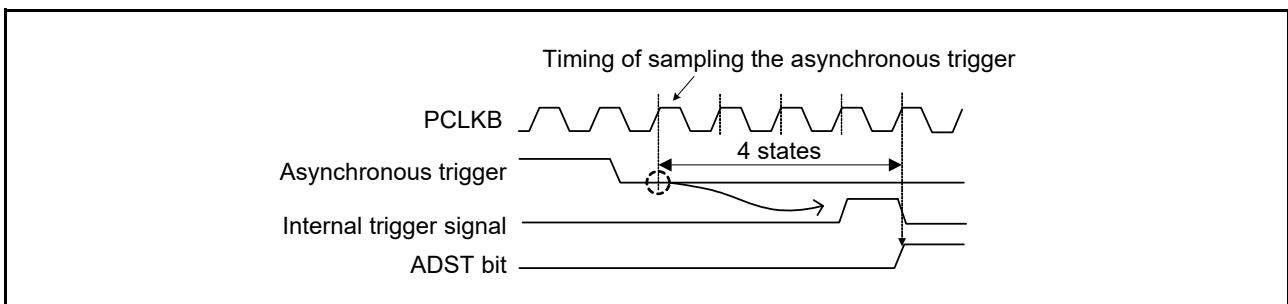 Timing of sampling the asynchronous trigger
PCLKB
4 states
Asynchronous trigger
Internal trigger signal
ADST bit